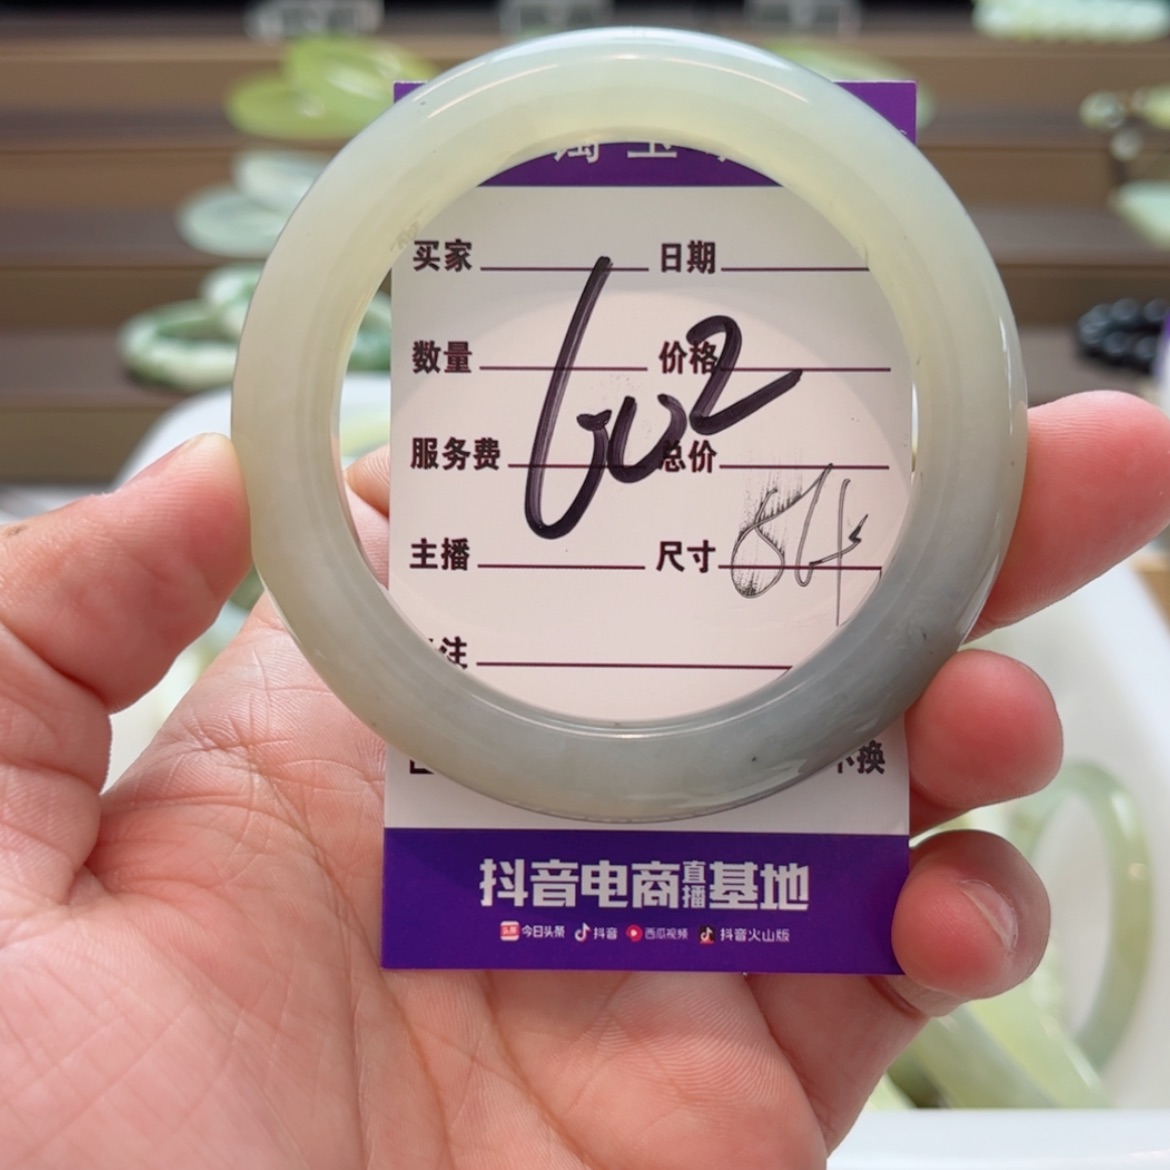 买家 日期
数量 价格
服务费 总价
主播 尺寸
注
换
抖音电商直播基地
今日头条 抖音 西瓜视频 抖音火山版